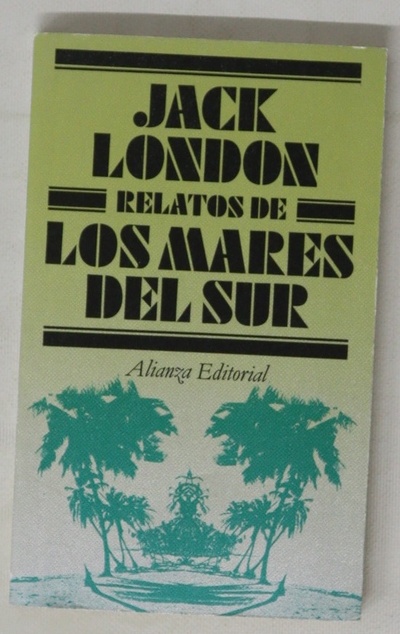 JACK
LONDON
RELATOS DE
LOS MARES
DEL SUR
Alianza Editorial